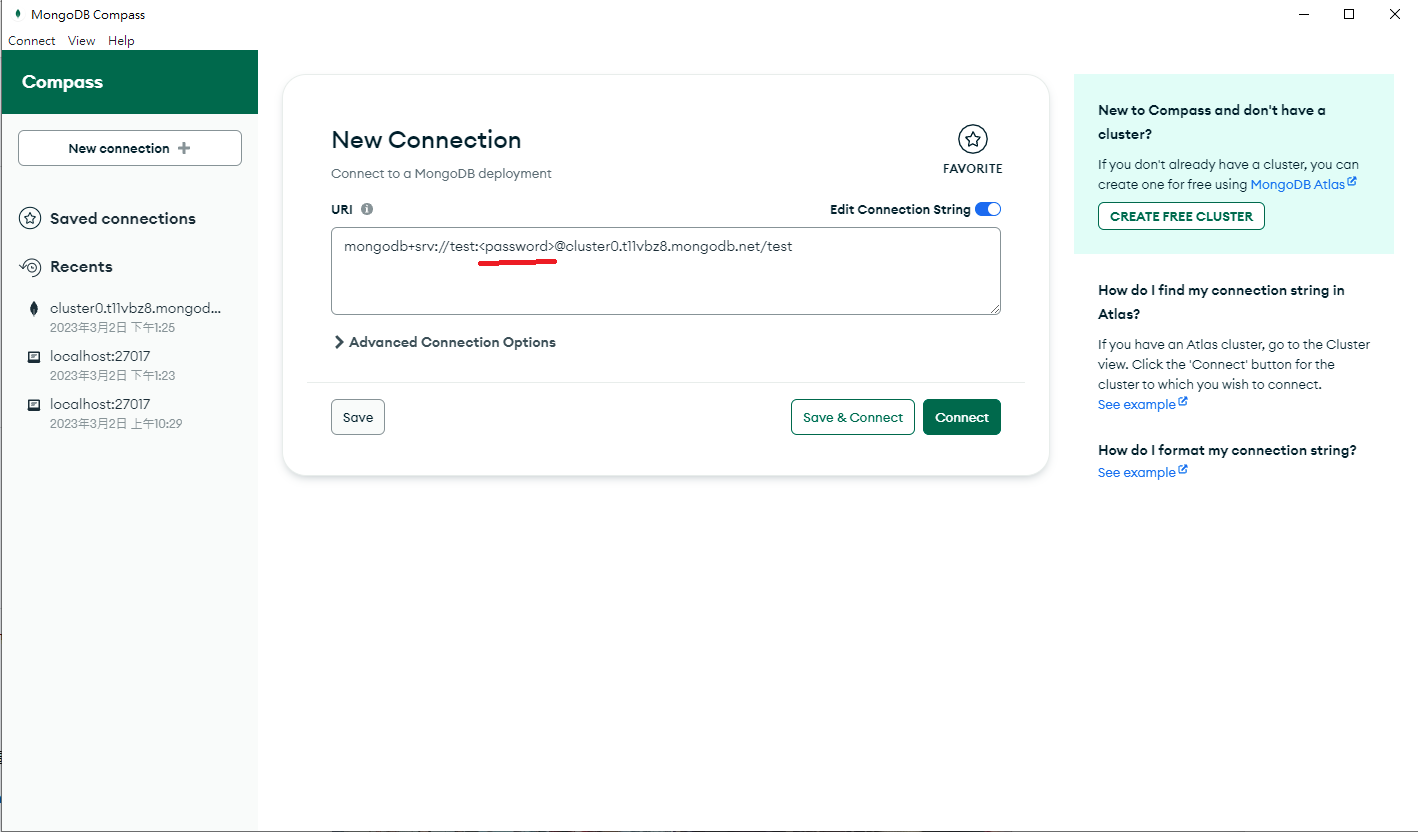 MongoDB Compass
Connect View Help
Compass
New connection
Saved connections
Recents
cluster0.t11vbz8.mongod...
2023年3月2日 下午1:25
localhost:27017
2023年3月2日 下午1:23
localhost:27017
2023年3月2日 上午10:29
New Connection
Connect to a MongoDB deployment
FAVORITE
URI
Edit Connection String
mongodb+srv://test:<password>@cluster0.t11vbz8.mongodb.net/test
Advanced Connection Options
Save
Save & Connect
Connect
New to Compass and don't have a
cluster?
If you don't already have a cluster, you can
create one for free using MongoDB Atlas
CREATE FREE CLUSTER
How do I find my connection string in
Atlas?
If you have an Atlas cluster, go to the Cluster
view. Click the 'Connect' button for the
cluster to which you wish to connect.
See example
How do I format my connection string?
See example